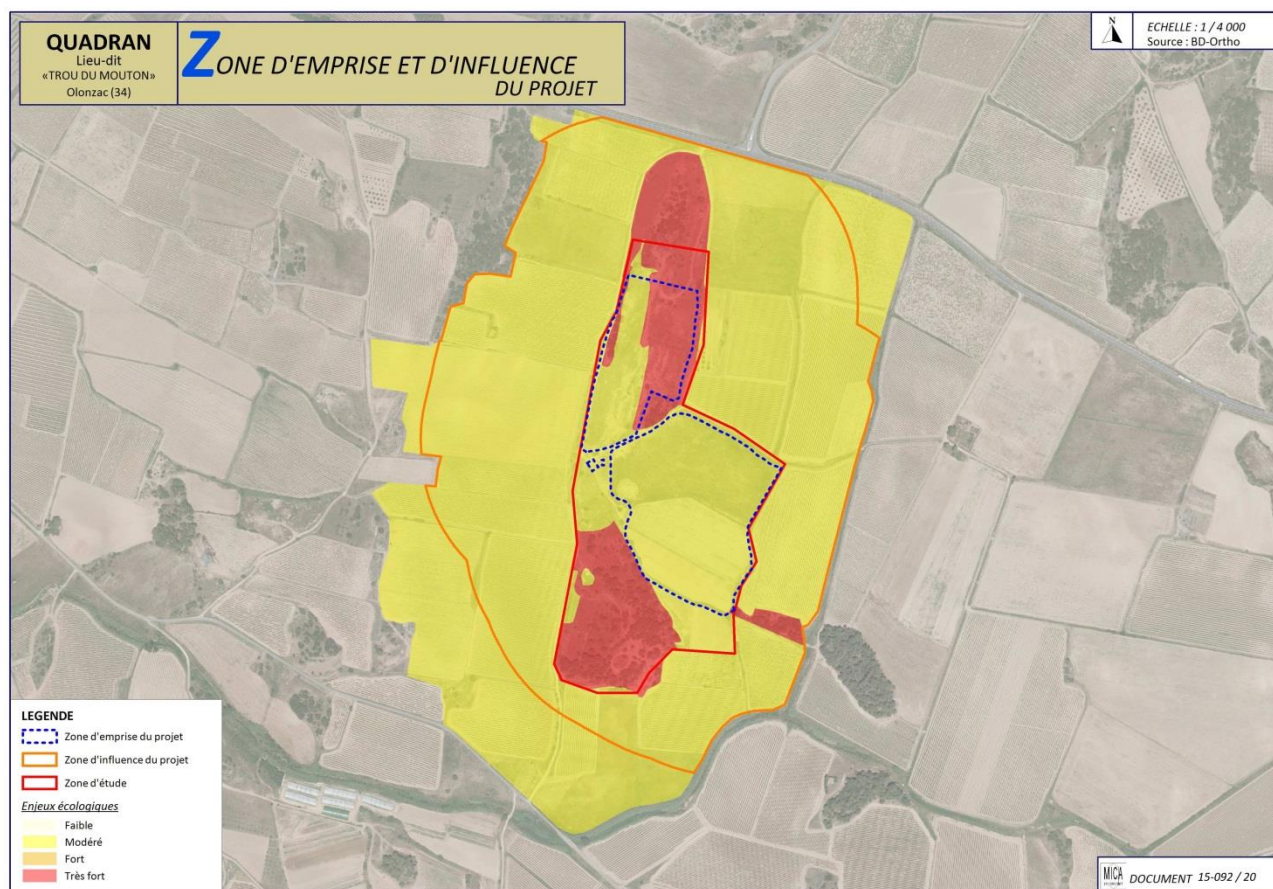 QUADRAN
Lieu-dit
«TROU DU MOUTON»
Olonzac (34)
ZONE D'EMPRISE ET D'INFLUENCE
DU PROJET
N
ECHELLE : 1 / 4 000
Source : BD-Ortho
LEGENDE
Zone d'emprise du projet
Zone d'influence du projet
Zone d'étude
Enjeux écologiques
Faible
Modéré
Fort
Très fort
MICA
DOCUMENT 15-092 / 20